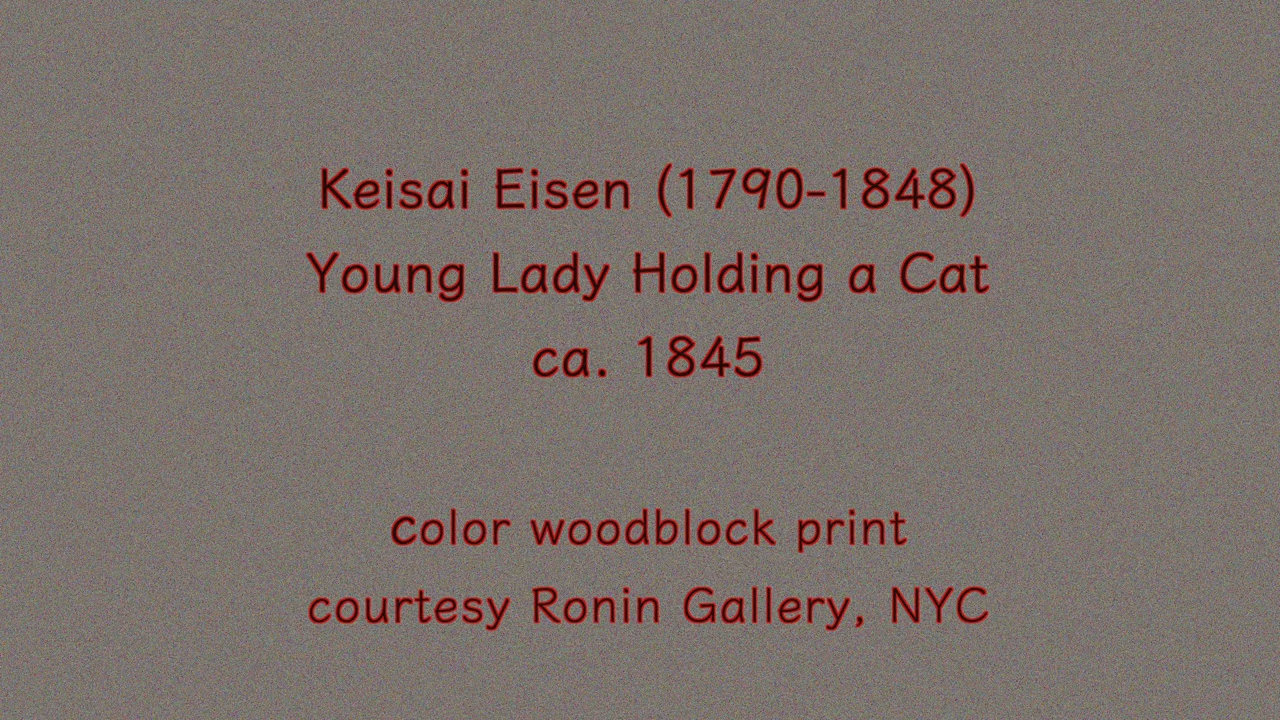 Keisai Eisen (1790-1848)
Young Lady Holding a Cat
ca. 1845
color woodblock print
courtesy Ronin Gallery, NYC